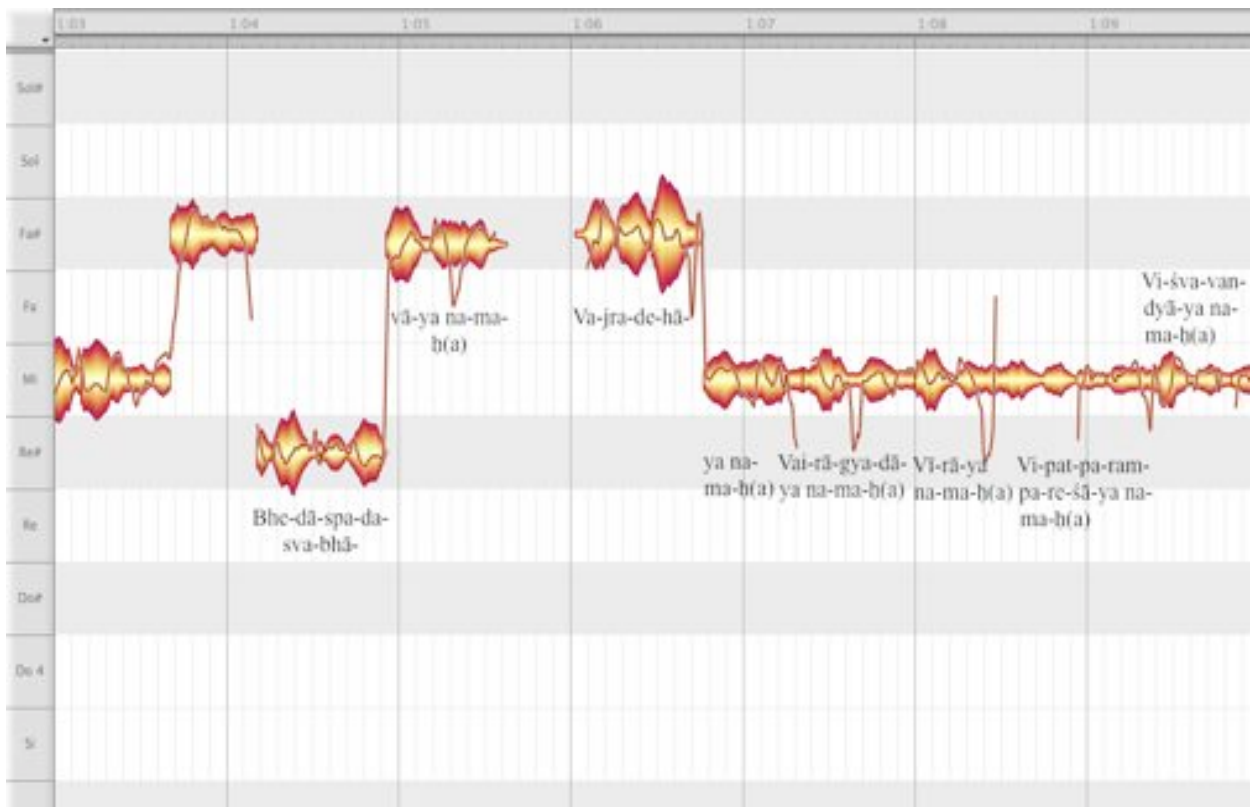 1:03 1:04 1:05 1:06 1:07 1:08 1:09
Sol#
Sol
Fa#
Fa
Vi-śva-van-
dyā-ya na-
ma-ḥ(a)
vā-ya na-ma-
ḥ(a)
Va-jra-de-hā-
Mi
Re#
ya na-
ma-ḥ(a)
Vai-rā-gya-dā-
ya na-ma-ḥ(a)
Vī-rā-ya
na-ma-ḥ(a)
Vi-pat-pa-ram-
pa-re-śā-ya na-
ma-ḥ(a)
Re
Bhe-dā-spa-da-
sva-bhā-
Do#
Do 4
Si